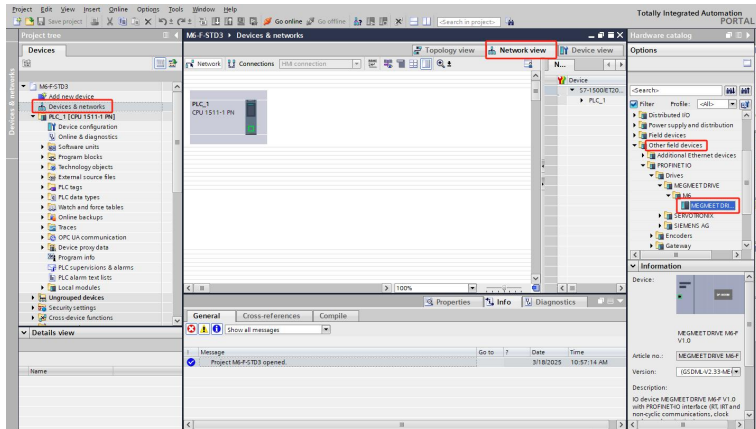 Project Edit View Insert Online Options Tools Window Help
Totally Integrated Automation
PORTAL
Save project
Go online
Go offline
<Search in project>
Project tree
M6-F-STD3 ▸ Devices & networks
Hardware catalog
Devices
Topology view
Network view
Device view
Options
Network
Connections
HMI connection
N...
Devices & networks
M6-F-STD3
Add new device
Devices & networks
PLC_1 [CPU 1511-1 PN]
Device configuration
Online & diagnostics
Software units
Program blocks
Technology objects
External source files
PLC tags
PLC data types
Watch and force tables
Online backups
Traces
OPC UA communication
Device proxy data
Program info
PLC supervisions & alarms
PLC alarm text lists
Local modules
Ungrouped devices
Security settings
Cross-device functions
Details view
Name
PLC_1
CPU 1511-1 PN
Device
S7-1500/ET20...
PLC_1
100%
Properties
Info
Diagnostics
General
Cross-references
Compile
Show all messages
! Message
Go to
?
Date
Time
Project M6-F-STD3 opened.
3/18/2025
10:57:14 AM
<Search>
Filter
Profile:
<All>
Distributed I/O
Power supply and distribution
Field devices
Other field devices
Additional Ethernet devices
PROFINET IO
Drives
MEGMEET DRIVE
M6
MEGMEET DRI...
SERVOTRONIX
SIEMENS AG
Encoders
Gateway
Information
Device:
MEGMEET DRIVE M6-F
V1.0
Article no.:
MEGMEET DRIVE M6-F
Version:
(GSDML-V2.33-ME
Description:
IO device MEGMEET DRIVE M6-F V1.0
with PROFINET-IO interface (RT, IRT and
non-cyclic communications, clock